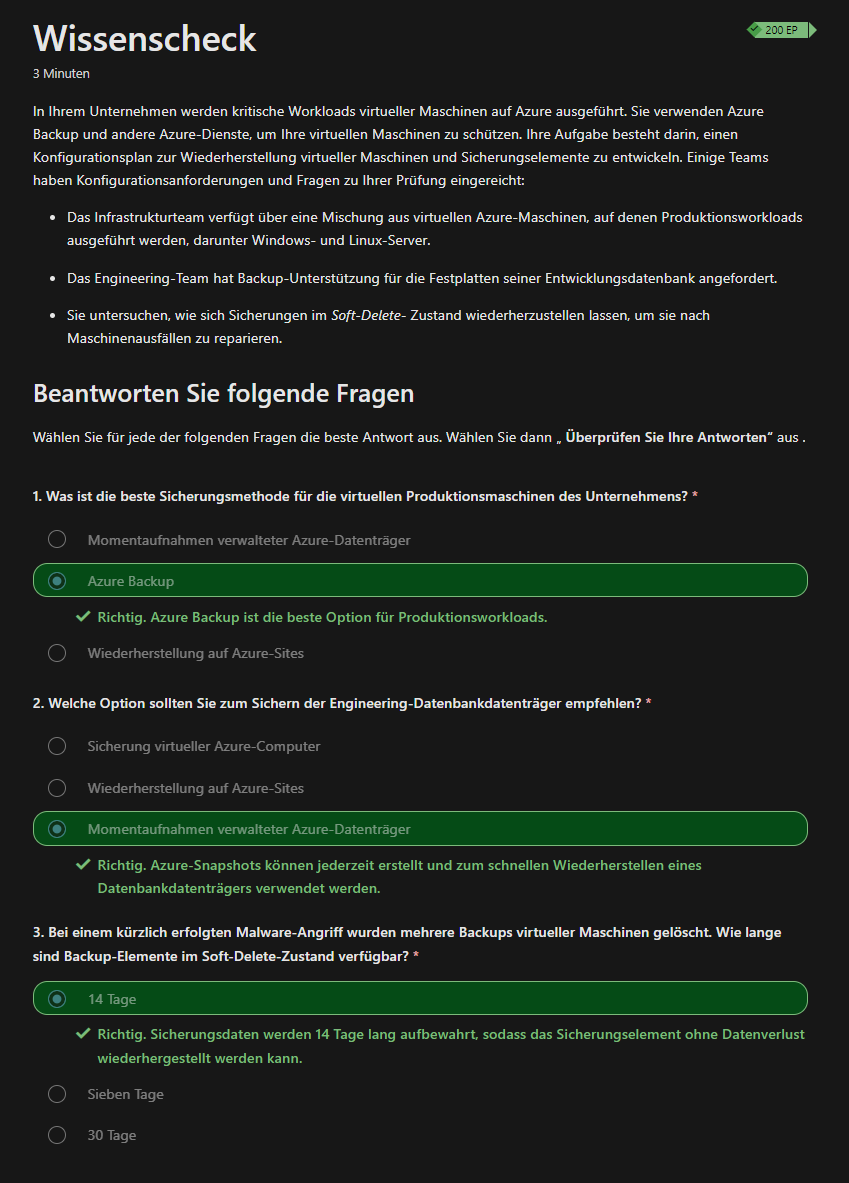 Wissenscheck
200 EP
3 Minuten
In Ihrem Unternehmen werden kritische Workloads virtueller Maschinen auf Azure ausgeführt. Sie verwenden Azure
Backup und andere Azure-Dienste, um Ihre virtuellen Maschinen zu schützen. Ihre Aufgabe besteht darin, einen
Konfigurationsplan zur Wiederherstellung virtueller Maschinen und Sicherungselemente zu entwickeln. Einige Teams
haben Konfigurationsanforderungen und Fragen zu Ihrer Prüfung eingereicht:
• Das Infrastrukturteam verfügt über eine Mischung aus virtuellen Azure-Maschinen, auf denen Produktionsworkloads
ausgeführt werden, darunter Windows- und Linux-Server.
• Das Engineering-Team hat Backup-Unterstützung für die Festplatten seiner Entwicklungsdatenbank angefordert.
• Sie untersuchen, wie sich Sicherungen im Soft-Delete- Zustand wiederherzustellen lassen, um sie nach
Maschinenausfällen zu reparieren.
Beantworten Sie folgende Fragen
Wählen Sie für jede der folgenden Fragen die beste Antwort aus. Wählen Sie dann „ Überprüfen Sie Ihre Antworten“ aus .
1. Was ist die beste Sicherungsmethode für die virtuellen Produktionsmaschinen des Unternehmens? *
Momentaufnahmen verwalteter Azure-Datenträger
Azure Backup
Richtig. Azure Backup ist die beste Option für Produktionsworkloads.
Wiederherstellung auf Azure-Sites
2. Welche Option sollten Sie zum Sichern der Engineering-Datenbankdatenträger empfehlen? *
Sicherung virtueller Azure-Computer
Wiederherstellung auf Azure-Sites
Momentaufnahmen verwalteter Azure-Datenträger
Richtig. Azure-Snapshots können jederzeit erstellt und zum schnellen Wiederherstellen eines
Datenbankdatenträgers verwendet werden.
3. Bei einem kürzlich erfolgten Malware-Angriff wurden mehrere Backups virtueller Maschinen gelöscht. Wie lange
sind Backup-Elemente im Soft-Delete-Zustand verfügbar? *
14 Tage
Richtig. Sicherungsdaten werden 14 Tage lang aufbewahrt, sodass das Sicherungselement ohne Datenverlust
wiederhergestellt werden kann.
Sieben Tage
30 Tage